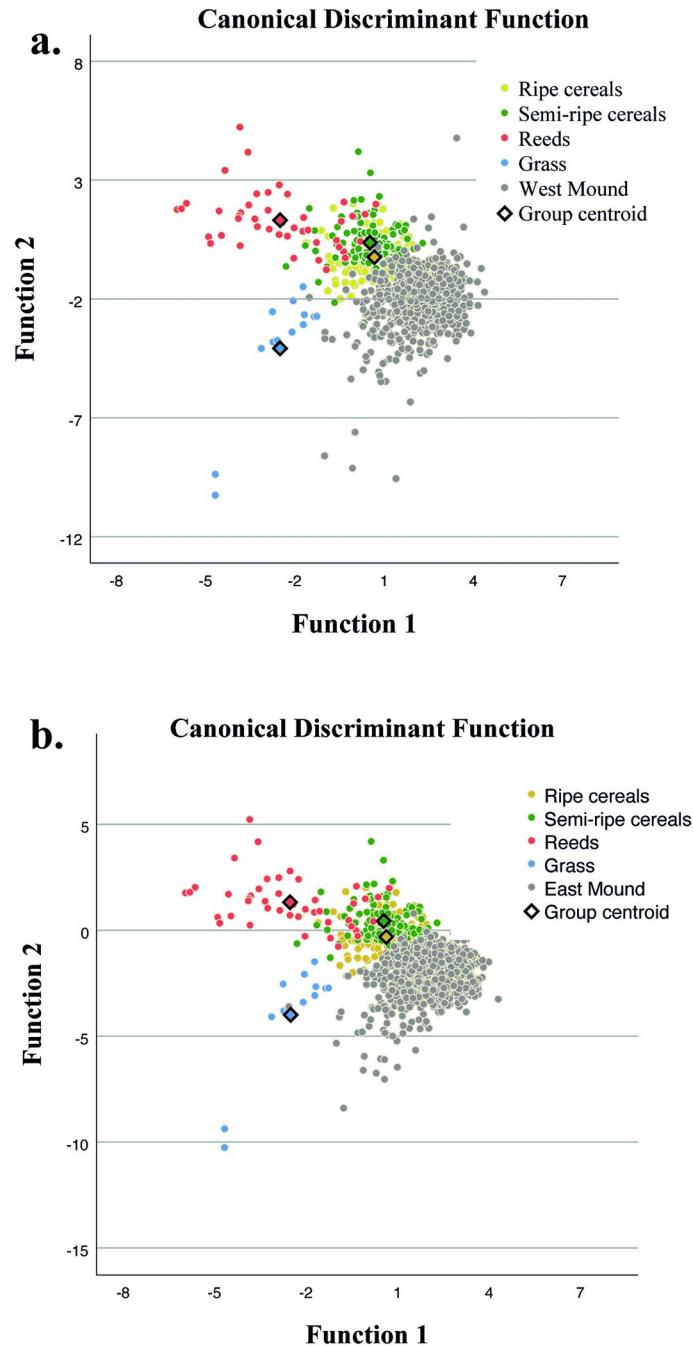 Canonical Discriminant Function
a.
8
Ripe cereals
Semi-ripe cereals
Reeds
Grass
West Mound
Group centroid
3
Function 2
-2
-7
-12
-8 -5 -2 1 4 7
Function 1
b.
Canonical Discriminant Function
Ripe cereals
Semi-ripe cereals
Reeds
Grass
East Mound
Group centroid
5
0
Function 2
-5
-10
-15
-8 -5 -2 1 4 7
Function 1